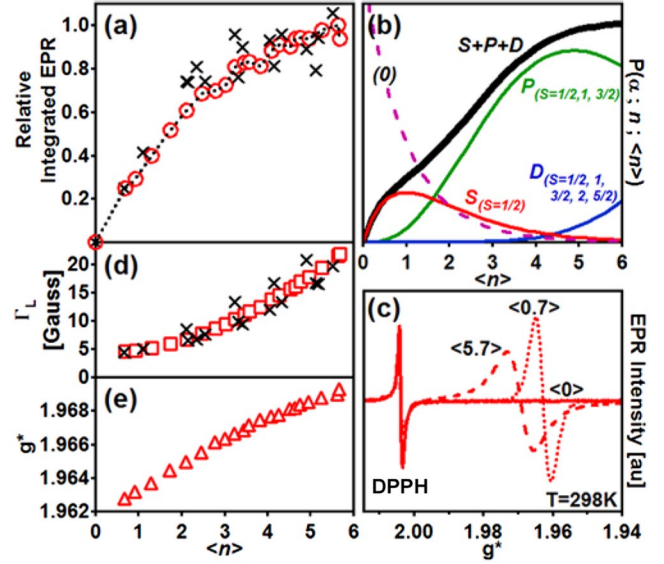 (a)
Relative
Integrated EPR
1.0
0.8
0.6
0.4
0.2
(b)
S+P+D
(0)
P(S=1/2,1, 3/2)
D(S=1/2, 1,
3/2, 2, 5/2)
S(S=1/2)
P(α ; n ; <n>)
0 1 2 3 4 5 6
<n>
(d)
ΓL
[Gauss]
20
15
10
5
0
(c)
<0.7>
<5.7>
<0>
DPPH
T=298K
EPR Intensity [au]
2.00 1.98 1.96 1.94
g*
(e)
g*
1.968
1.966
1.964
1.962
0 1 2 3 4 5 6
<n>